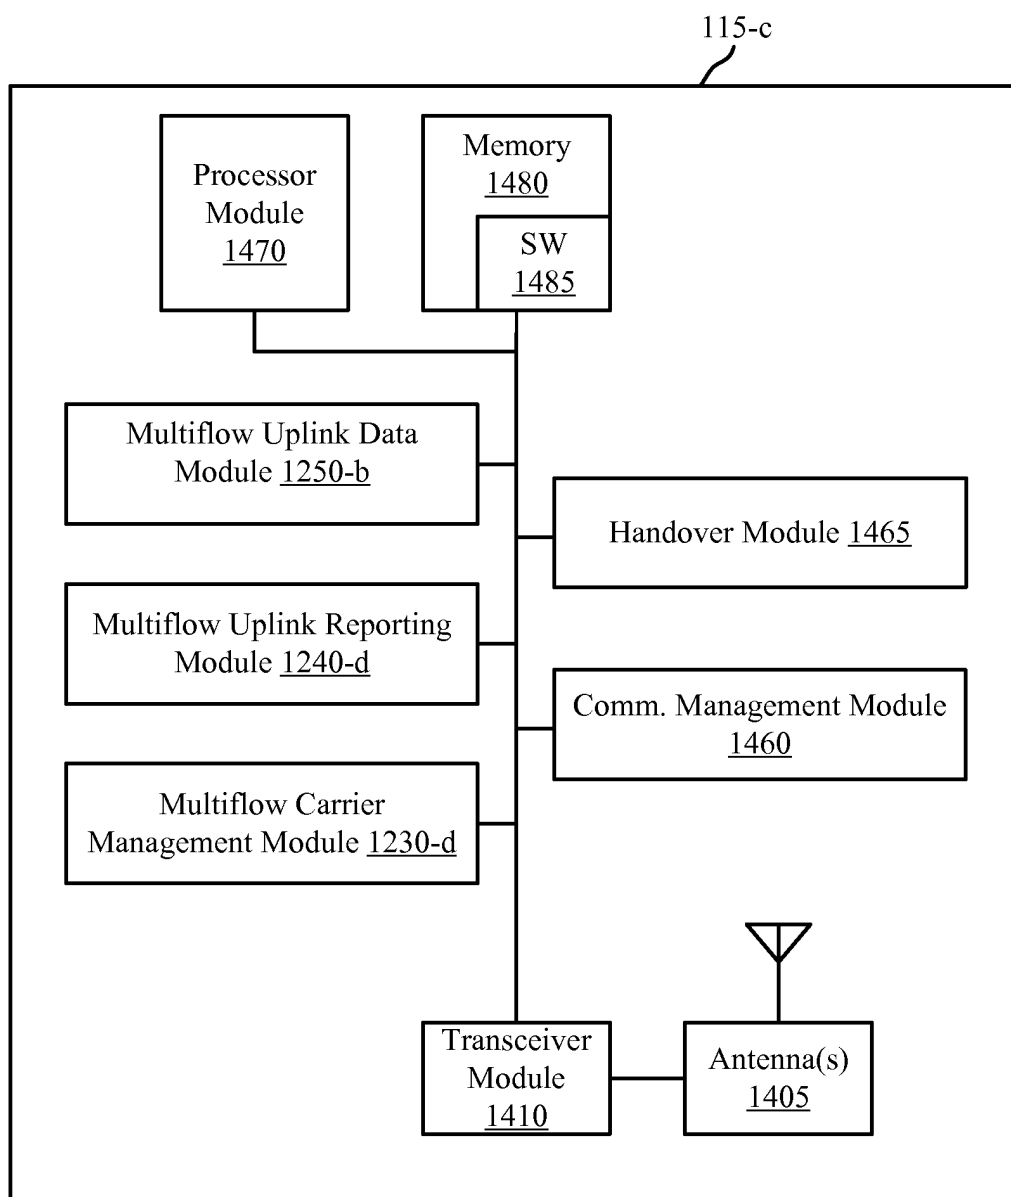 115-c
Processor
Module
1470
Memory
1480
SW
1485
Multiflow Uplink Data
Module 1250-b
Handover Module 1465
Multiflow Uplink Reporting
Module 1240-d
Comm. Management Module
1460
Multiflow Carrier
Management Module 1230-d
Transceiver
Module
1410
Antenna(s)
1405